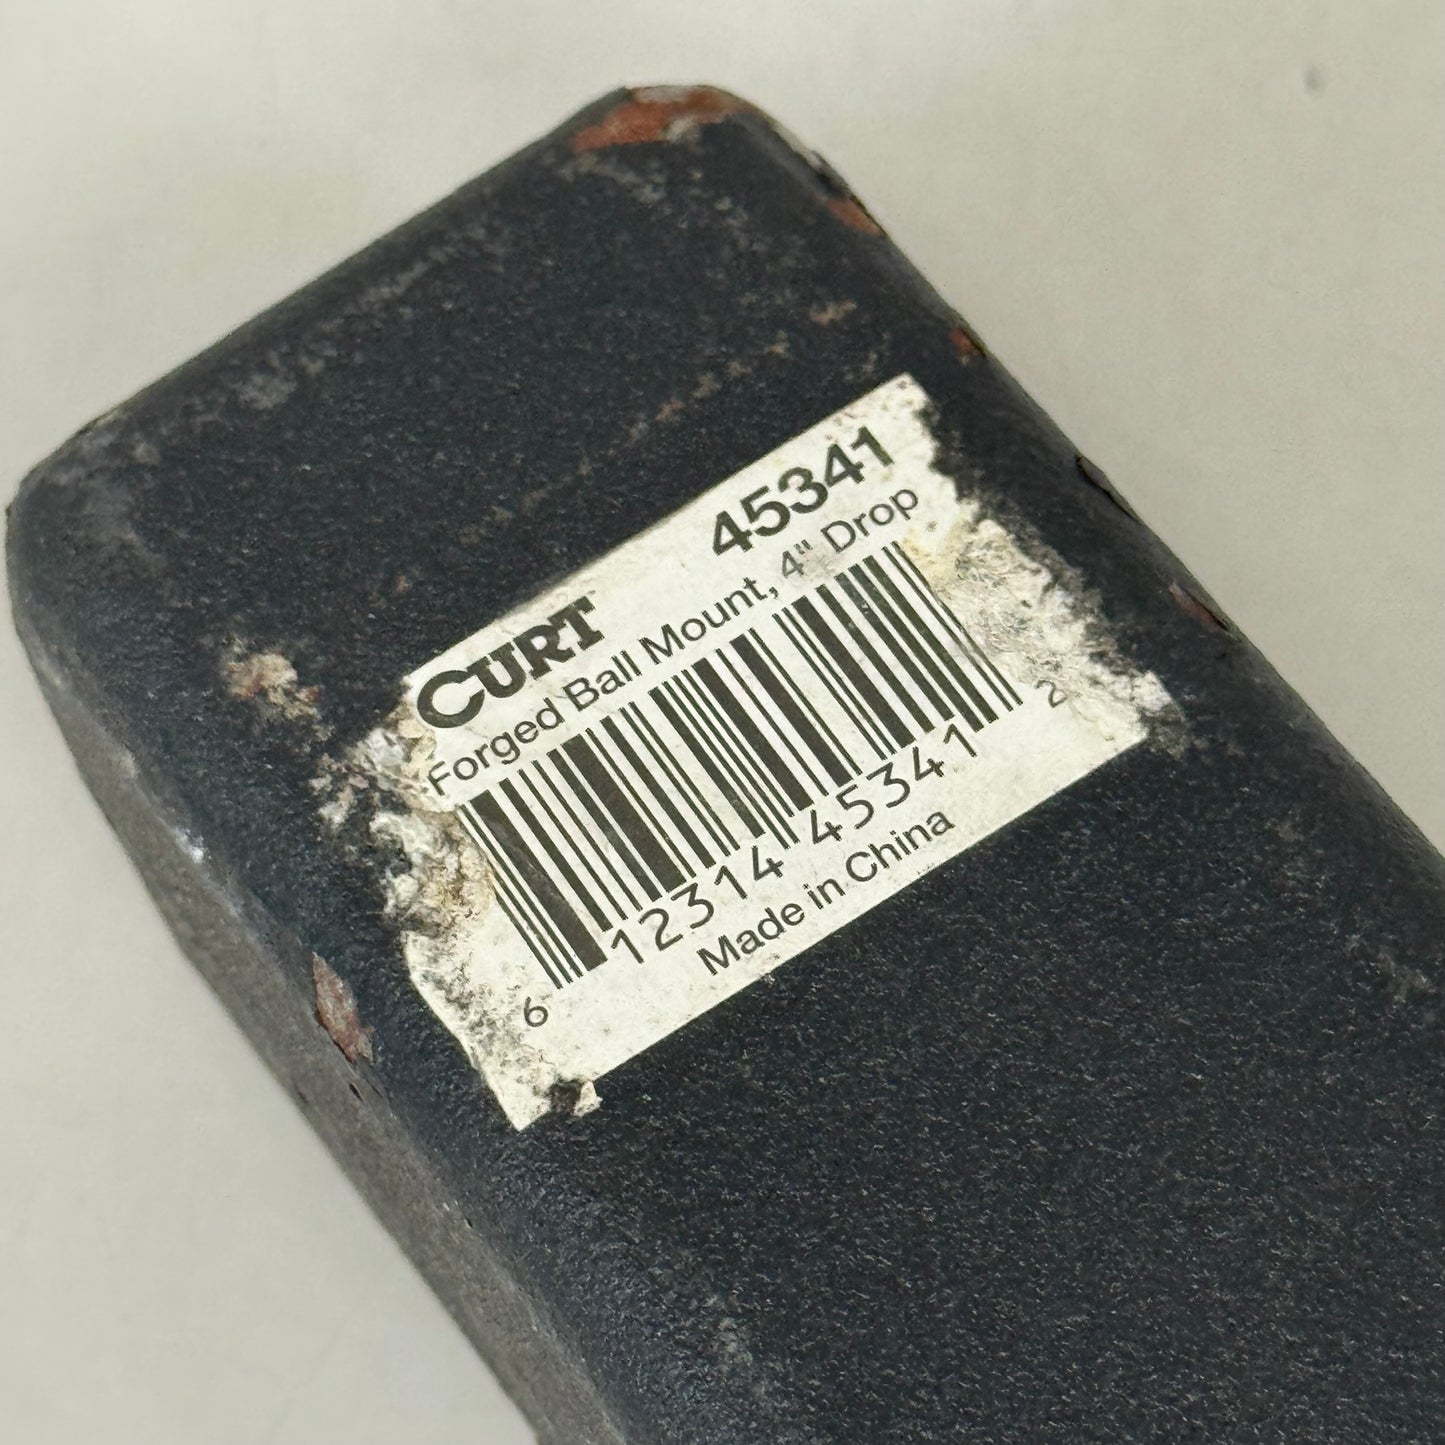 CURT 45341
Forged Ball Mount, 4" Drop
6 12314 45341 2
Made in China